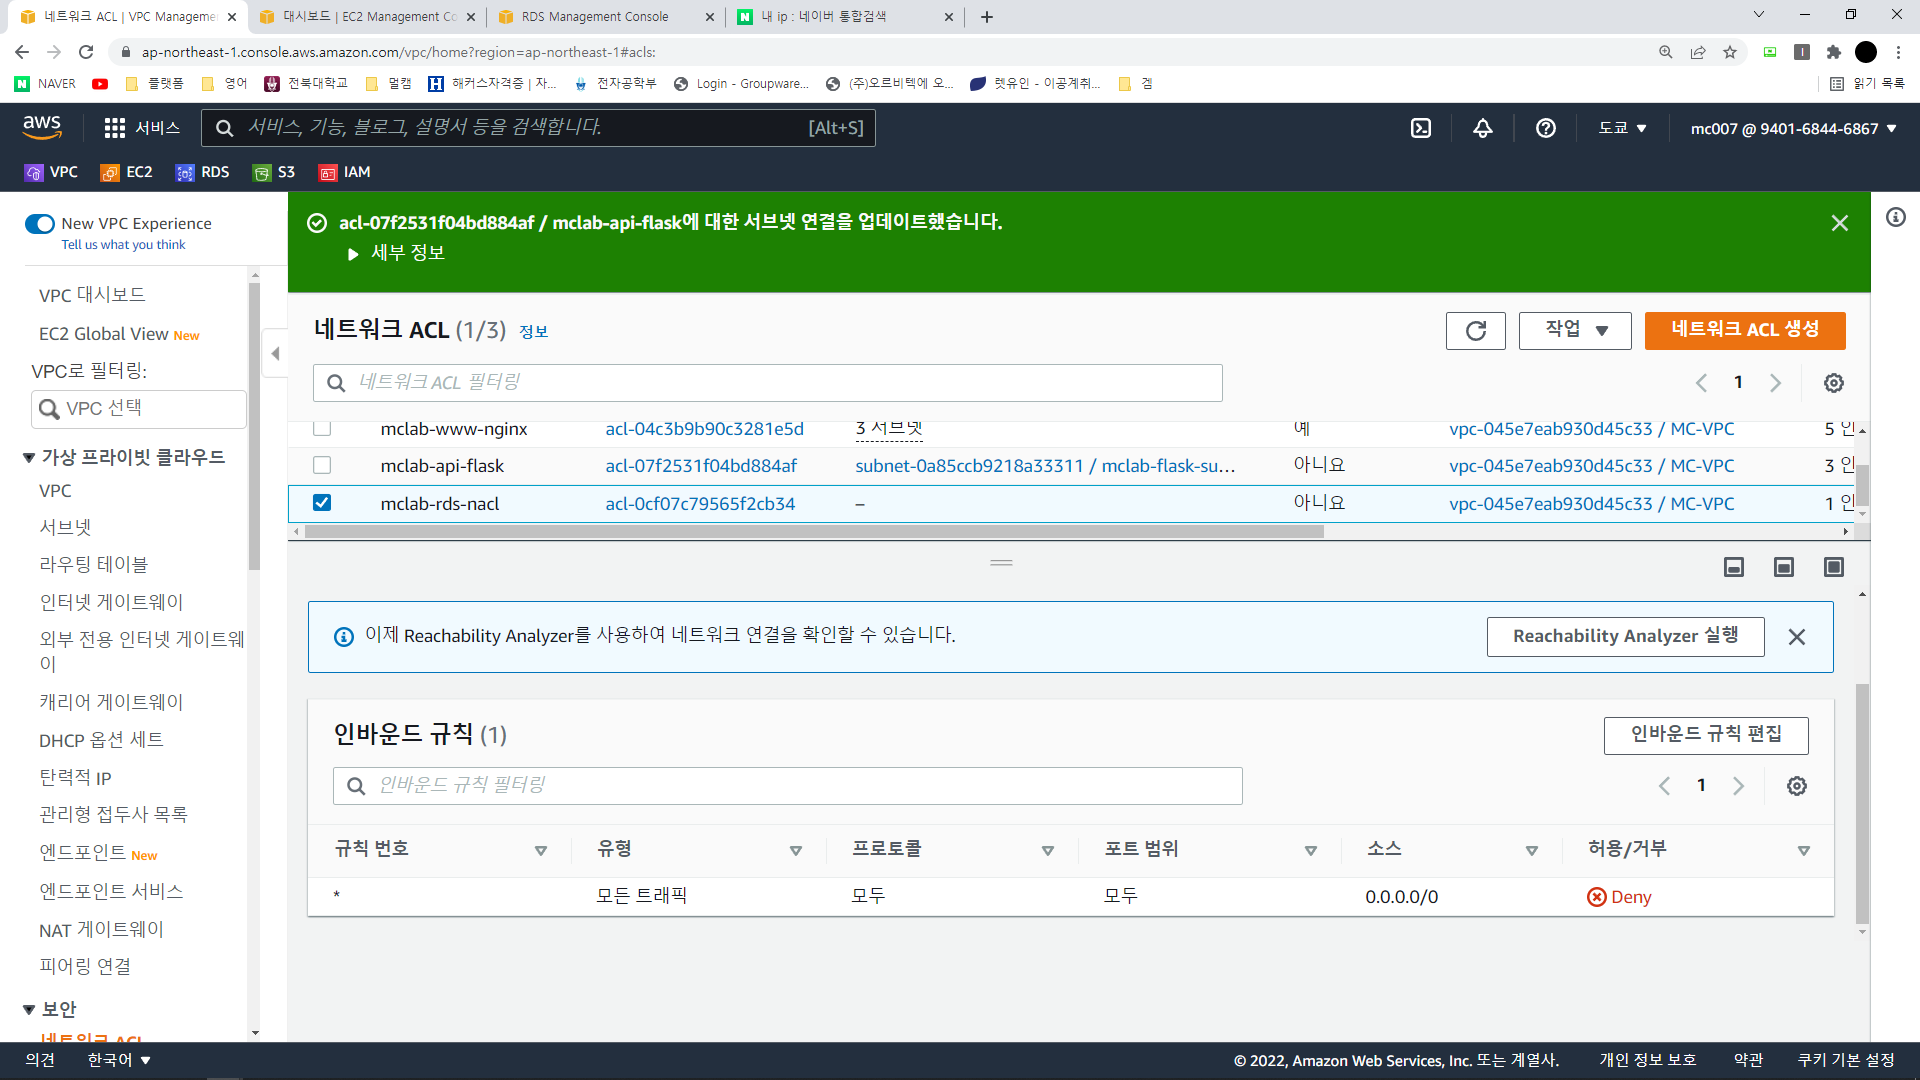 네트워크 ACL | VPC Manageme
대시보드 | EC2 Management Co
RDS Management Console
내 ip : 네이버 통합검색
ap-northeast-1.console.aws.amazon.com/vpc/home?region=ap-northeast-1#acls:
NAVER
플랫폼
영어
전북대학교
멀캠
해커스자격증 | 자...
전자공학부
Login - Groupware...
(주)오르비텍에 오...
렛유인 - 이공계취...
겜
읽기 목록
aws
서비스
서비스, 기능, 블로그, 설명서 등을 검색합니다.
[Alt+S]
도쿄 ▼
mc007 @ 9401-6844-6867 ▼
VPC
EC2
RDS
S3
IAM
New VPC Experience
Tell us what you think
VPC 대시보드
EC2 Global View New
VPC로 필터링:
VPC 선택
가상 프라이빗 클라우드
VPC
서브넷
라우팅 테이블
인터넷 게이트웨이
외부 전용 인터넷 게이트웨
이
캐리어 게이트웨이
DHCP 옵션 세트
탄력적 IP
관리형 접두사 목록
엔드포인트 New
엔드포인트 서비스
NAT 게이트웨이
피어링 연결
보안
네트워크 ACL
acl-07f2531f04bd884af / mclab-api-flask에 대한 서브넷 연결을 업데이트했습니다.
세부 정보
네트워크 ACL (1/3) 정보
작업 ▼
네트워크 ACL 생성
네트워크 ACL 필터링
1
mclab-www-nginx acl-04c3b9b90c3281e5d 3 서브넷 예 vpc-045e7eab930d45c33 / MC-VPC 5 인
mclab-api-flask acl-07f2531f04bd884af subnet-0a85ccb9218a33311 / mclab-flask-su... 아니요 vpc-045e7eab930d45c33 / MC-VPC 3 인
mclab-rds-nacl acl-0cf07c79565f2cb34 – 아니요 vpc-045e7eab930d45c33 / MC-VPC 1 인
이제 Reachability Analyzer를 사용하여 네트워크 연결을 확인할 수 있습니다.
Reachability Analyzer 실행
인바운드 규칙 (1)
인바운드 규칙 편집
인바운드 규칙 필터링
1
규칙 번호 유형 프로토콜 포트 범위 소스 허용/거부
* 모든 트래픽 모두 모두 0.0.0.0/0 Deny
의견
한국어 ▼
© 2022, Amazon Web Services, Inc. 또는 계열사.
개인 정보 보호
약관
쿠키 기본 설정